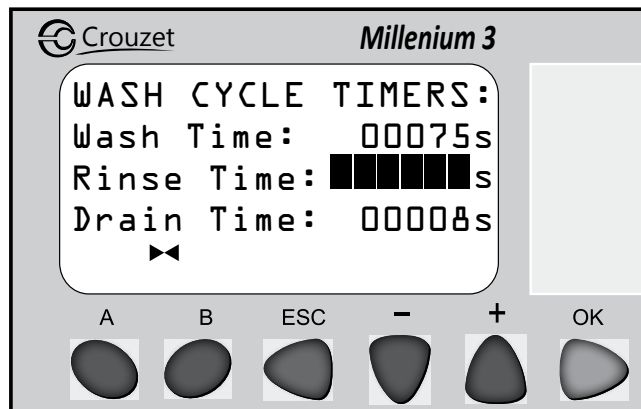 Crouzet Millenium 3
WASH CYCLE TIMERS:
Wash Time: 00075s
Rinse Time: s
Drain Time: 00008s
A B ESC - + OK